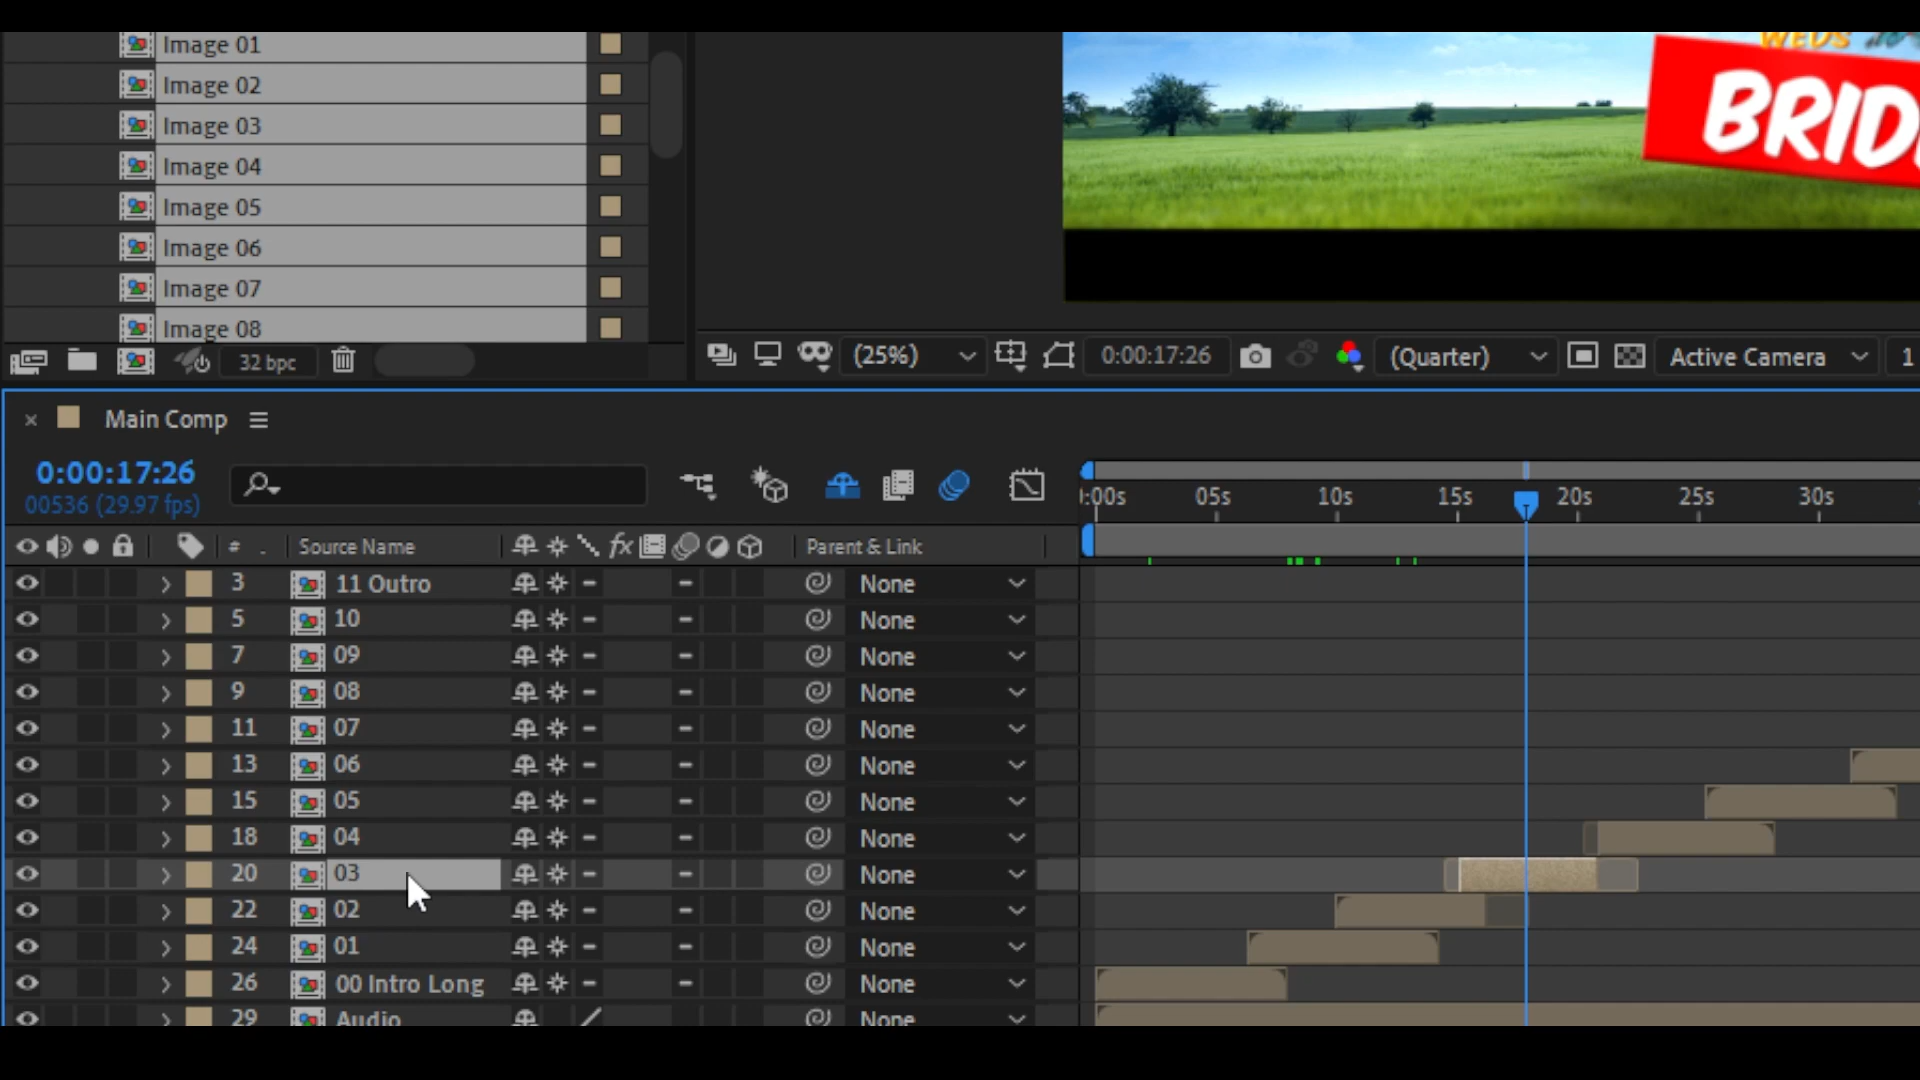 Image 01
Image 02
Image 03
Image 04
Image 05
Image 06
Image 07
Image 08
32 bpc
WEDS
BRID
(25%)
0:00:17:26
(Quarter)
Active Camera
1
Main Comp
0:00:17:26
00536 (29.97 fps)
:00s 05s 10s 15s 20s 25s 30s
# . Source Name fx Parent & Link
3 11 Outro None
5 10 None
7 09 None
9 08 None
11 07 None
13 06 None
15 05 None
18 04 None
20 03 None
22 02 None
24 01 None
26 00 Intro Long None
29 Audio None